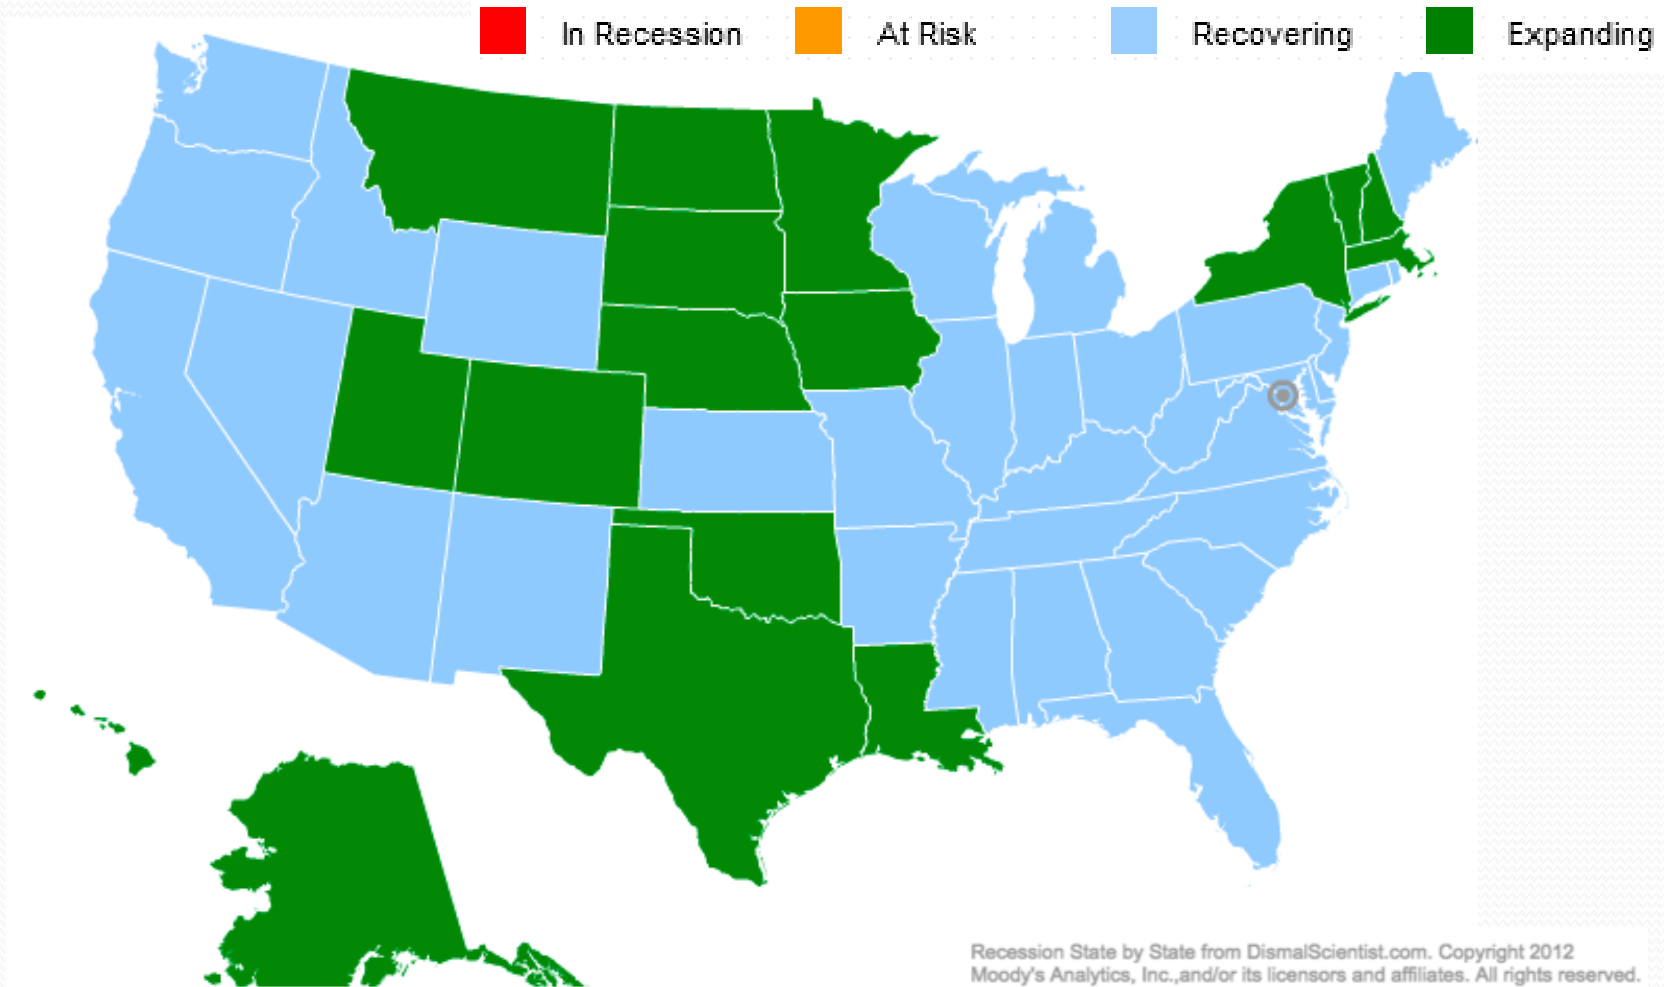 In Recession
At Risk
Recovering
Expanding
Recession State by State from DismalScientist.com. Copyright 2012
Moody's Analytics, Inc.,and/or its licensors and affiliates. All rights reserved.